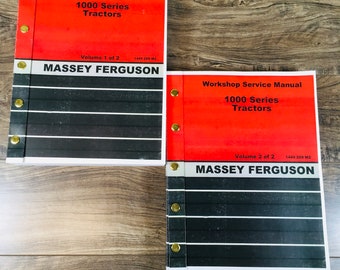 1000 Series
Tractors
Volume 1 of 2
MASSEY FERGUSON
Workshop Service Manual
1000 Series
Tractors
Volume 2 of 2
MASSEY FERGUSON